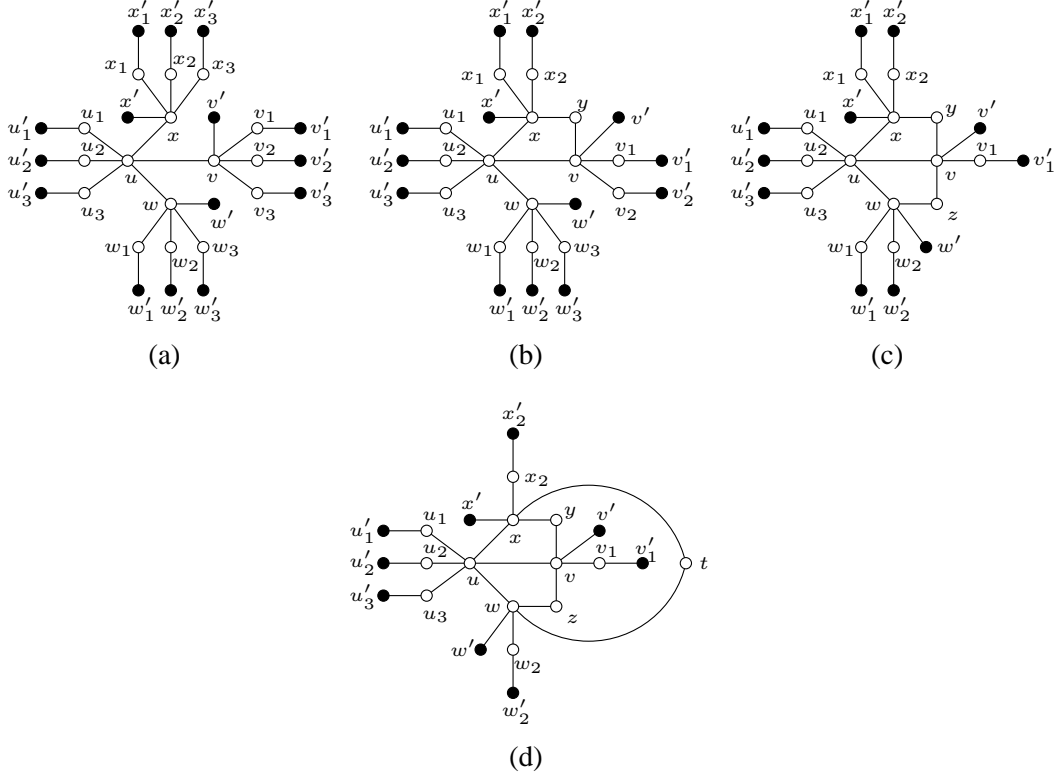 x′₁ x′₂ x′₃ x′₁ x′₂ x′₁ x′₂
x₁ x₂ x₃ x₁ x₂ x₁ x₂
x′ v′ x′ y v′ x′ y v′
u′₁ u₁ x v₁ v′₁ u′₁ u₁ x u′₁ u₁ x
u′₂ u₂ v₂ v′₂ u′₂ u₂ v₁ v′₁ u′₂ u₂ v₁ v′₁
u v u v u v
u′₃ u₃ v₃ v′₃ u′₃ u₃ v₂ v′₂ u′₃ u₃
w w′ w w′ w z
w₁ w₂ w₃ w₁ w₂ w₃ w₁ w₂ w′
w′₁ w′₂ w′₃ w′₁ w′₂ w′₃ w′₁ w′₂
(a) (b) (c)
x′₂
x₂
x′ y v′
u′₁ u₁ x
u′₂ u₂ v₁ v′₁ t
u v
u′₃ u₃ w z
w′ w₂
w′₂
(d)